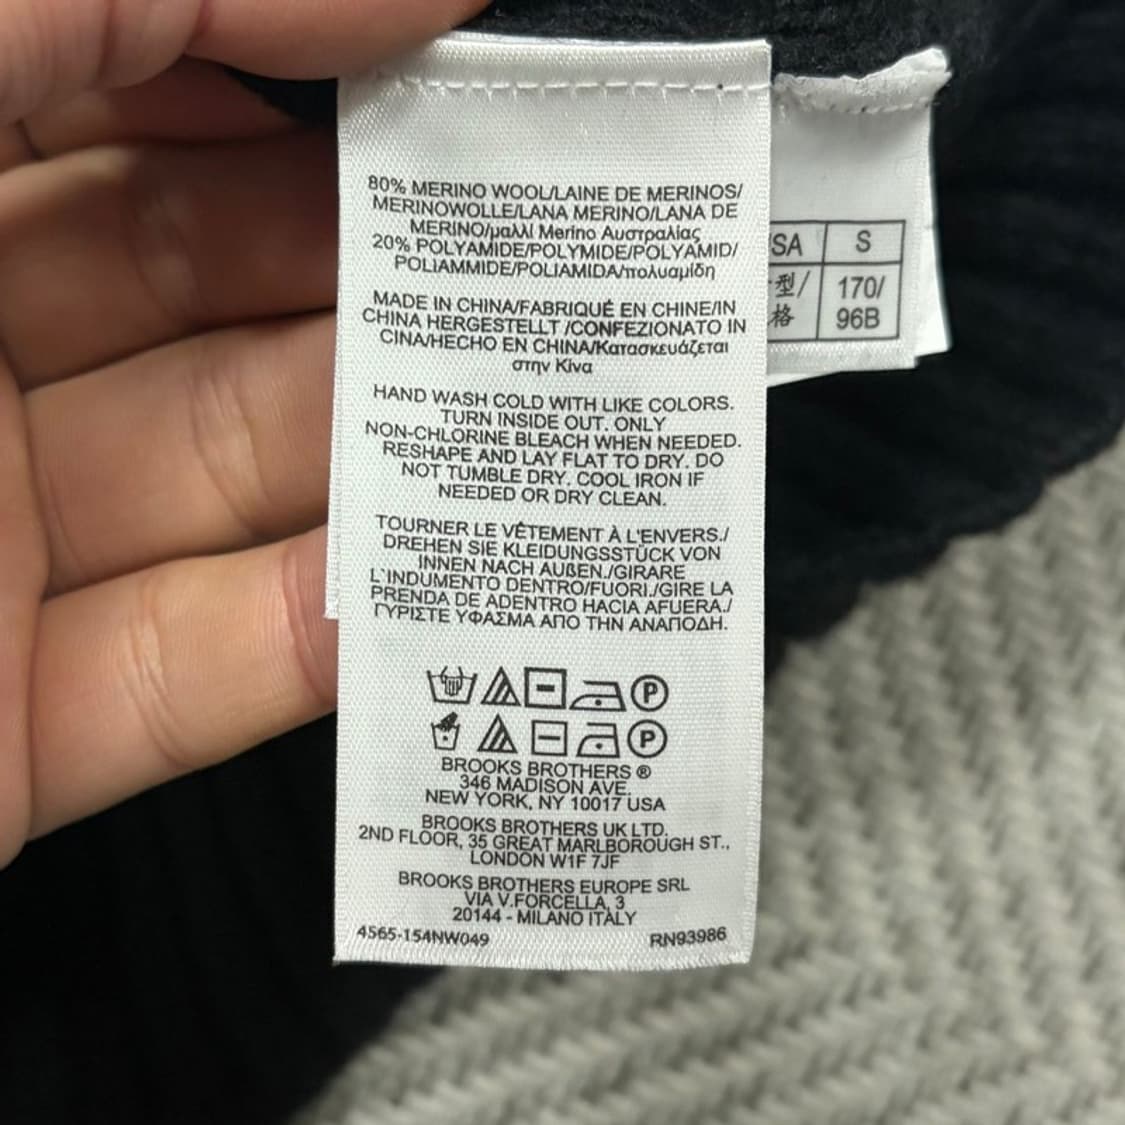 80% MERINO WOOL/LAINE DE MERINOS/
MERINOWOLLE/LANA MERINO/LANA DE
MERINO/μαλλί Merino Αυστραλίας
20% POLYAMIDE/POLYMIDE/POLYAMID/
POLIAMMIDE/POLIAMIDA/πολυαμίδη
MADE IN CHINA/FABRIQUÉ EN CHINE/IN
CHINA HERGESTELLT /CONFEZIONATO IN
CINA/HECHO EN CHINA/Κατασκευάζεται
στην Κίνα
HAND WASH COLD WITH LIKE COLORS.
TURN INSIDE OUT. ONLY
NON-CHLORINE BLEACH WHEN NEEDED.
RESHAPE AND LAY FLAT TO DRY. DO
NOT TUMBLE DRY. COOL IRON IF
NEEDED OR DRY CLEAN.
TOURNER LE VÊTEMENT À L'ENVERS./
DREHEN SIE KLEIDUNGSSTÜCK VON
INNEN NACH AUßEN./GIRARE
L`INDUMENTO DENTRO/FUORI./GIRE LA
PRENDA DE ADENTRO HACIA AFUERA./
ΓΥΡΙΣΤΕ ΥΦΑΣΜΑ ΑΠΟ ΤΗΝ ΑΝΑΠΟΔΗ.
P
P
BROOKS BROTHERS ®
346 MADISON AVE.
NEW YORK, NY 10017 USA
BROOKS BROTHERS UK LTD.
2ND FLOOR, 35 GREAT MARLBOROUGH ST.,
LONDON W1F 7JF
BROOKS BROTHERS EUROPE SRL
VIA V.FORCELLA, 3
20144 - MILANO ITALY
4565-154NW049 RN93986
SA S
型/ 170/
格 96B